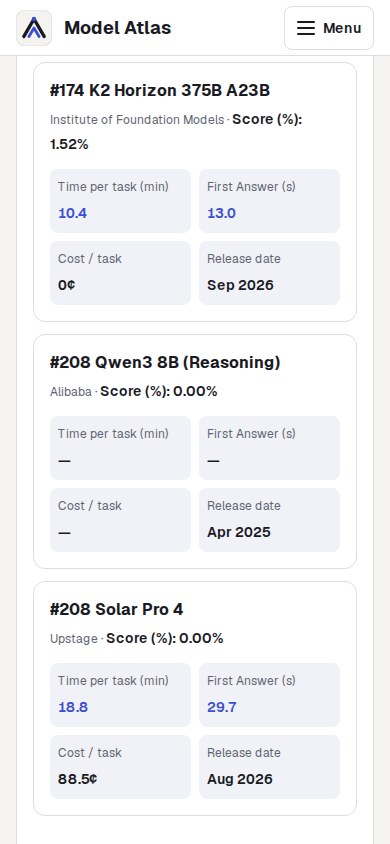 Model Atlas
Menu
#174 K2 Horizon 375B A23B
Institute of Foundation Models · Score (%):
1.52%
Time per task (min)
First Answer (s)
10.4
13.0
Cost / task
Release date
0¢
Sep 2026
#208 Qwen3 8B (Reasoning)
Alibaba · Score (%): 0.00%
Time per task (min)
First Answer (s)
—
—
Cost / task
Release date
—
Apr 2025
#208 Solar Pro 4
Upstage · Score (%): 0.00%
Time per task (min)
First Answer (s)
18.8
29.7
Cost / task
Release date
88.5¢
Aug 2026